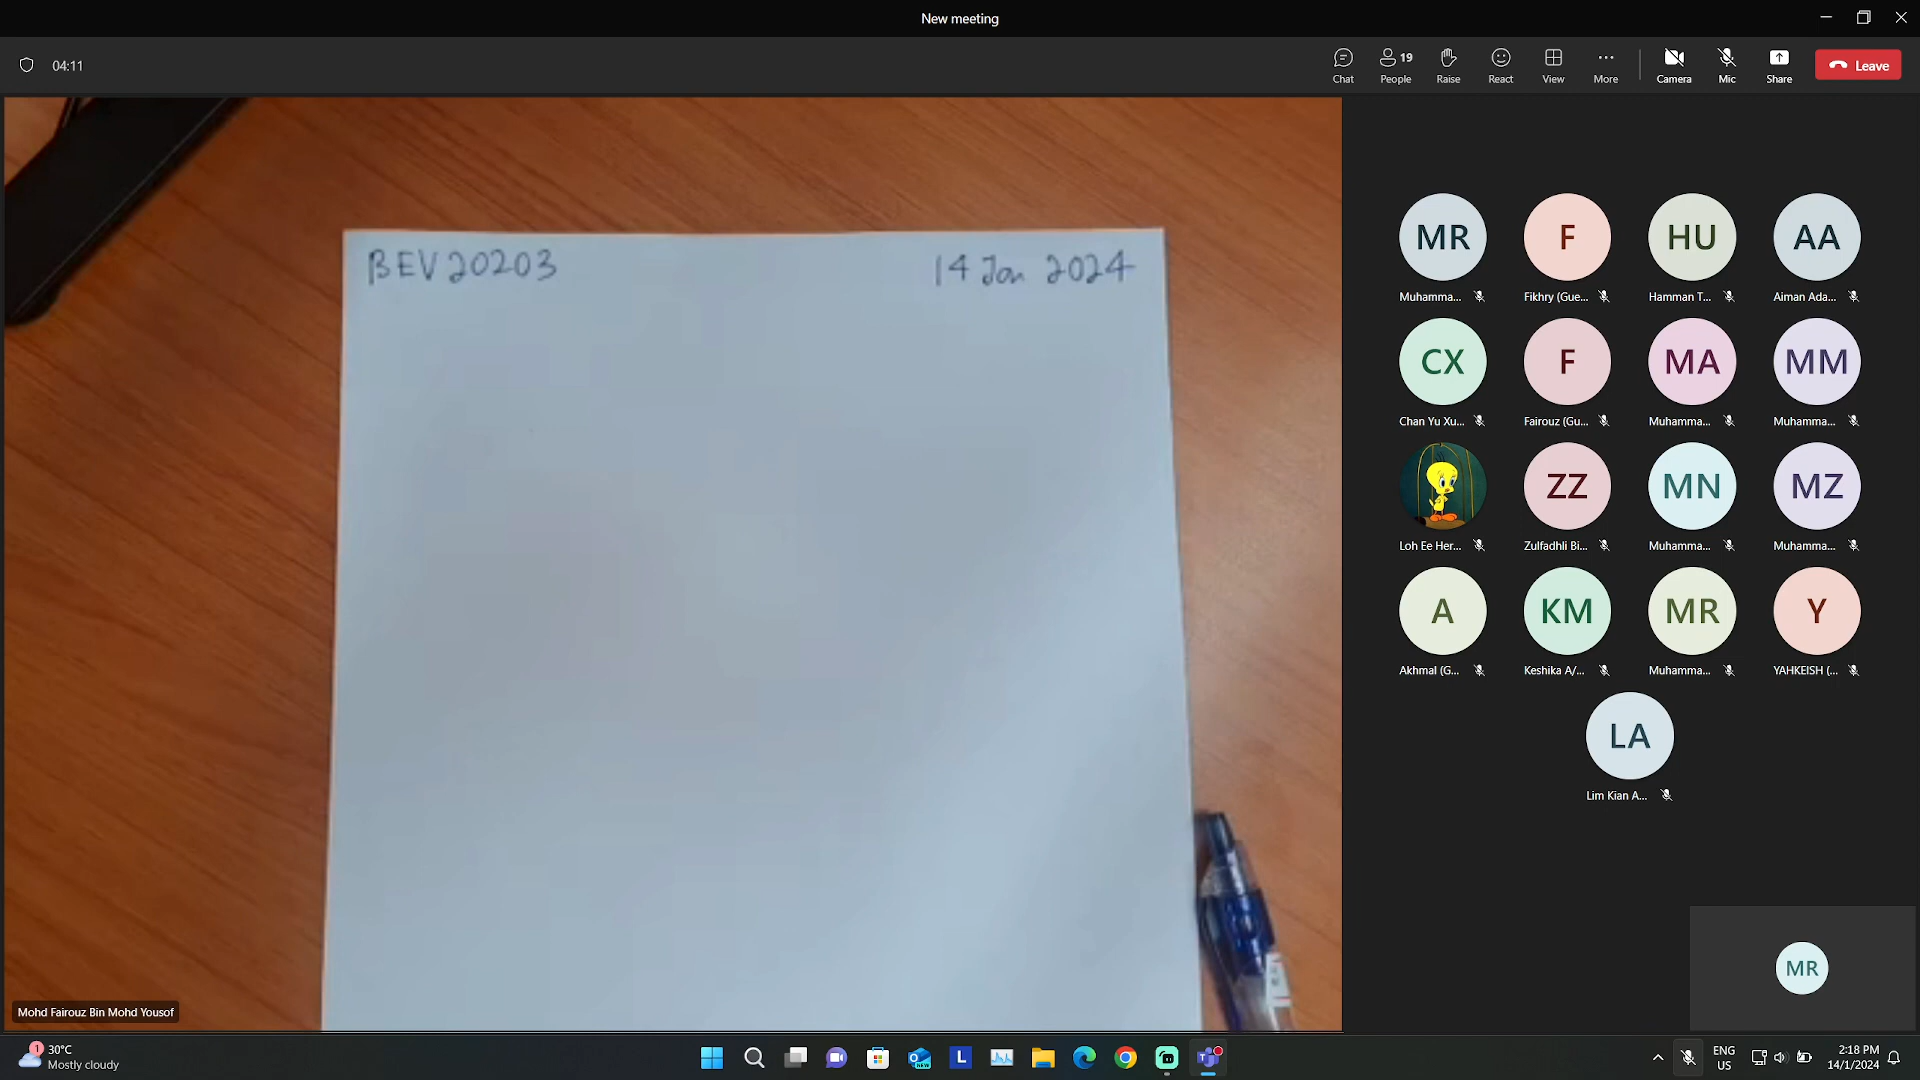 New meeting
04:11
Chat
People
19
Raise
React
View
More
Camera
Mic
Share
Leave
BEV 20203
14 Jan 2024
MR
F
HU
AA
Muhamma...
Fikhry (Gue...
Hamman T...
Aiman Ada...
CX
F
MA
MM
Chan Yu Xu...
Fairouz (Gu...
Muhamma...
Muhamma...
ZZ
MN
MZ
Loh Ee Her...
Zulfadhli Bi...
Muhamma...
Muhamma...
A
KM
MR
Y
Akhmal (G...
Keshika A/...
Muhamma...
YAHKEISH (...
LA
Lim Kian A...
MR
Mohd Fairouz Bin Mohd Yousof
1
30°C
Mostly cloudy
NEW
L
ENG
US
2:18 PM
14/1/2024